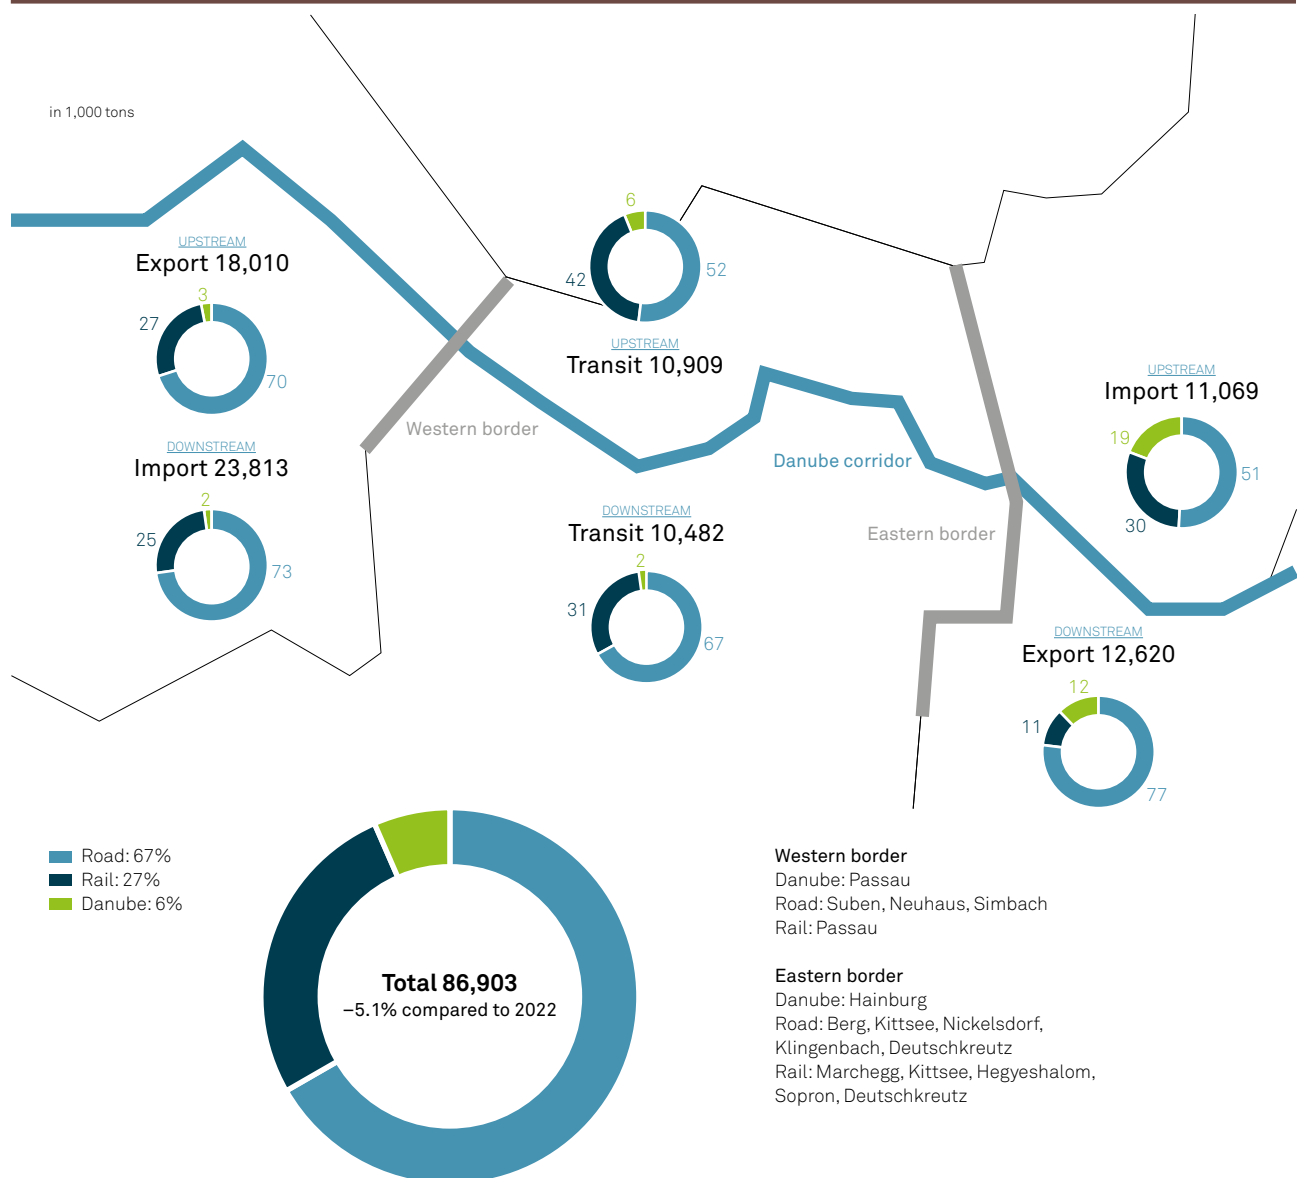 in 1,000 tons
UPSTREAM
Export 18,010
3
27
70
DOWNSTREAM
Import 23,813
2
25
73
Western border
6
42
52
UPSTREAM
Transit 10,909
DOWNSTREAM
Transit 10,482
2
31
67
Danube corridor
Eastern border
UPSTREAM
Import 11,069
19
51
30
DOWNSTREAM
Export 12,620
12
11
77
Road: 67%
Rail: 27%
Danube: 6%
Total 86,903
–5.1% compared to 2022
Western border
Danube: Passau
Road: Suben, Neuhaus, Simbach
Rail: Passau
Eastern border
Danube: Hainburg
Road: Berg, Kittsee, Nickelsdorf,
Klingenbach, Deutschkreutz
Rail: Marchegg, Kittsee, Hegyeshalom,
Sopron, Deutschkreutz